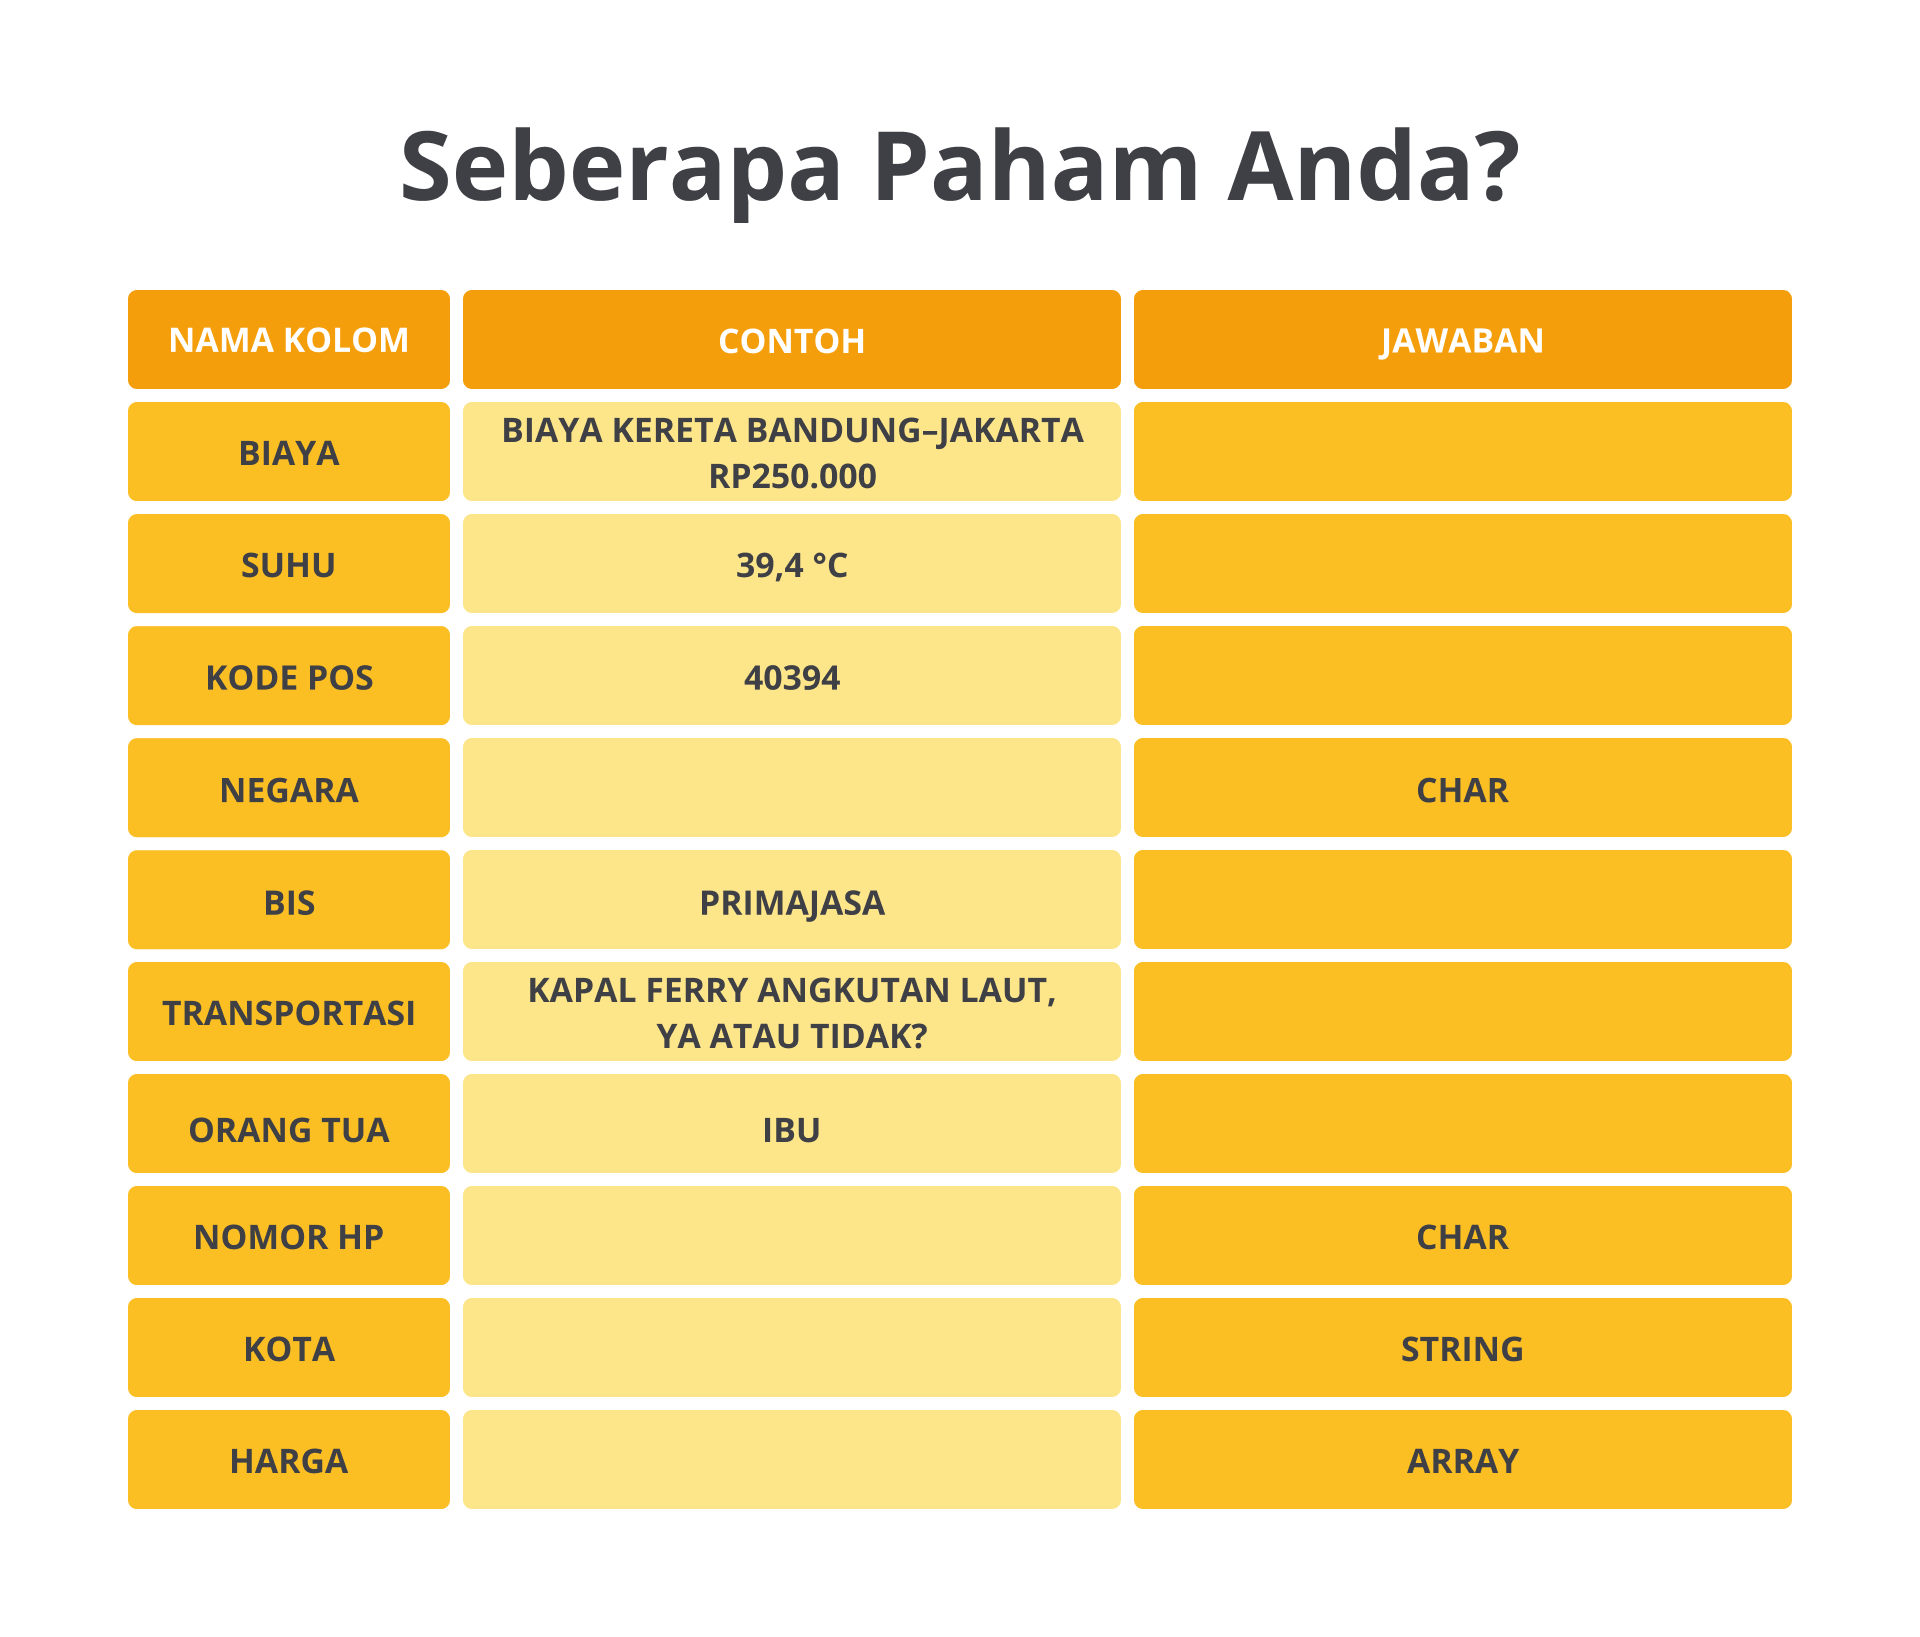 Seberapa Paham Anda?
NAMA KOLOM
CONTOH
JAWABAN
BIAYA
BIAYA KERETA BANDUNG–JAKARTA
RP250.000
SUHU
39,4 °C
KODE POS
40394
NEGARA
CHAR
BIS
PRIMAJASA
TRANSPORTASI
KAPAL FERRY ANGKUTAN LAUT,
YA ATAU TIDAK?
ORANG TUA
IBU
NOMOR HP
CHAR
KOTA
STRING
HARGA
ARRAY